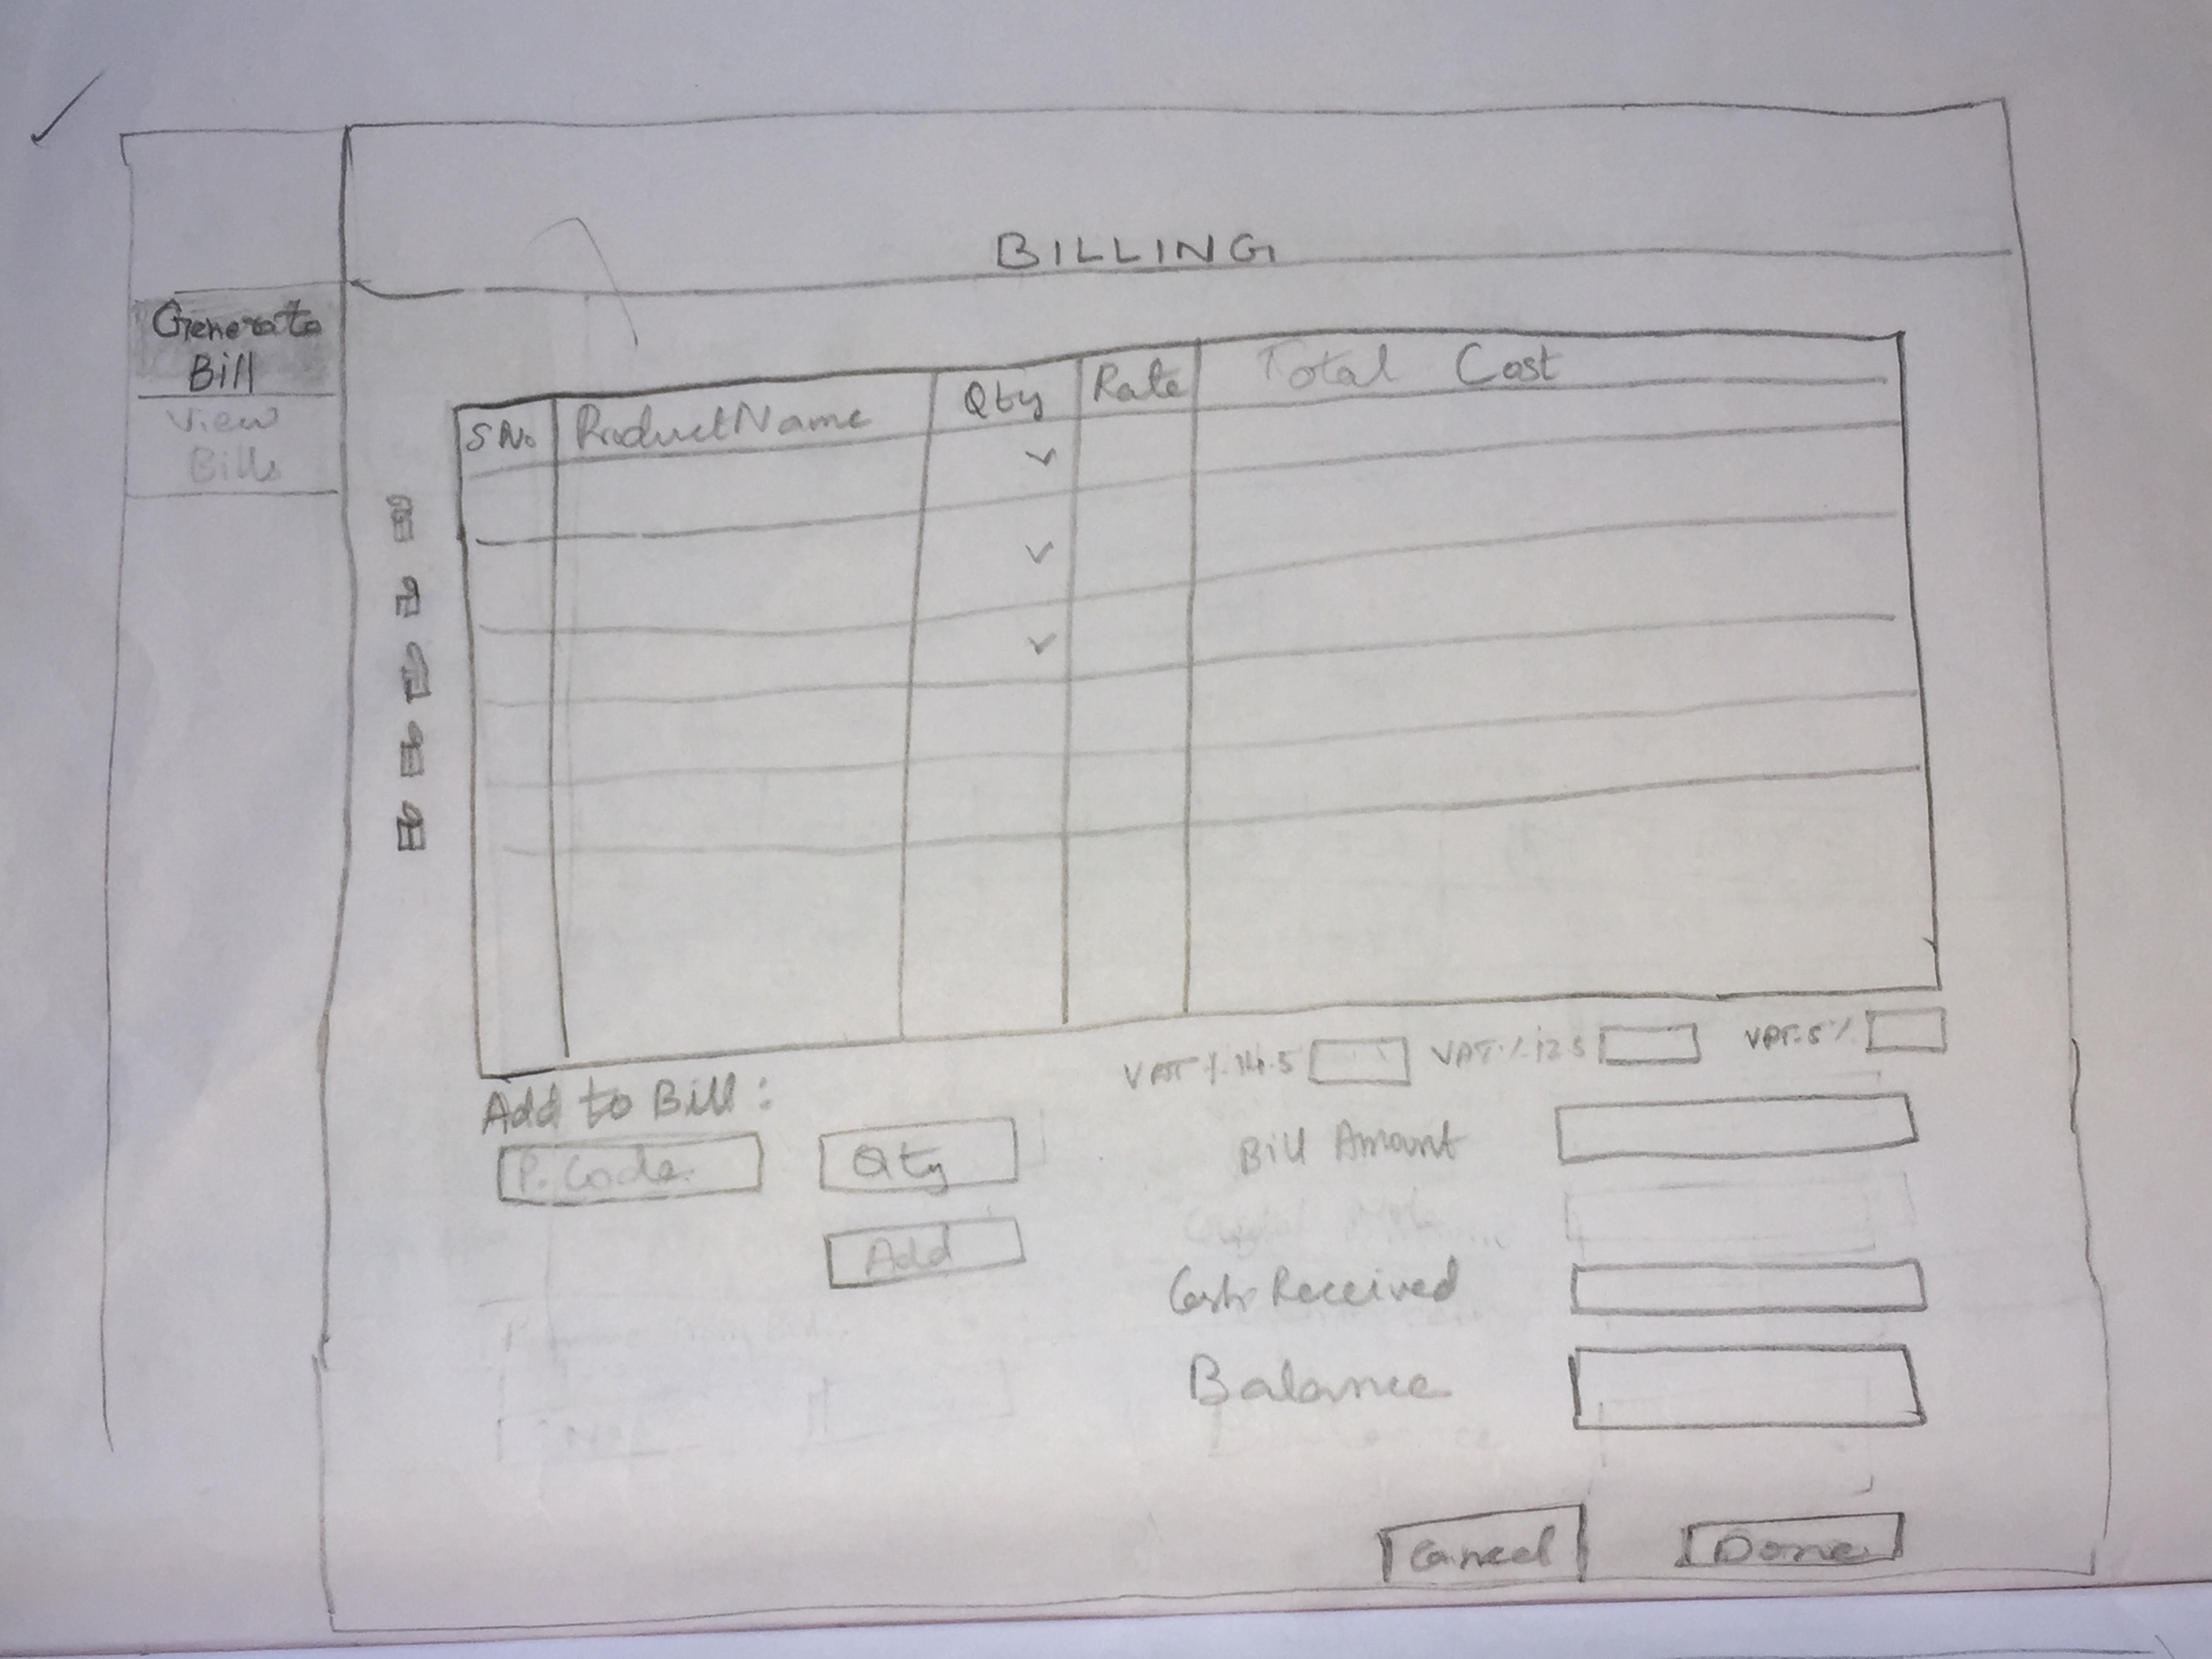 BILLING
Generate
Bill
View
Bills
S No ProductName Qty Rate Total Cost
VAT % 14.5 VAT % 12.5 VAT 5%
Add to Bill :
P. Code Qty
Bill Amount
Add
Cash Received
Balance
Cancel Done